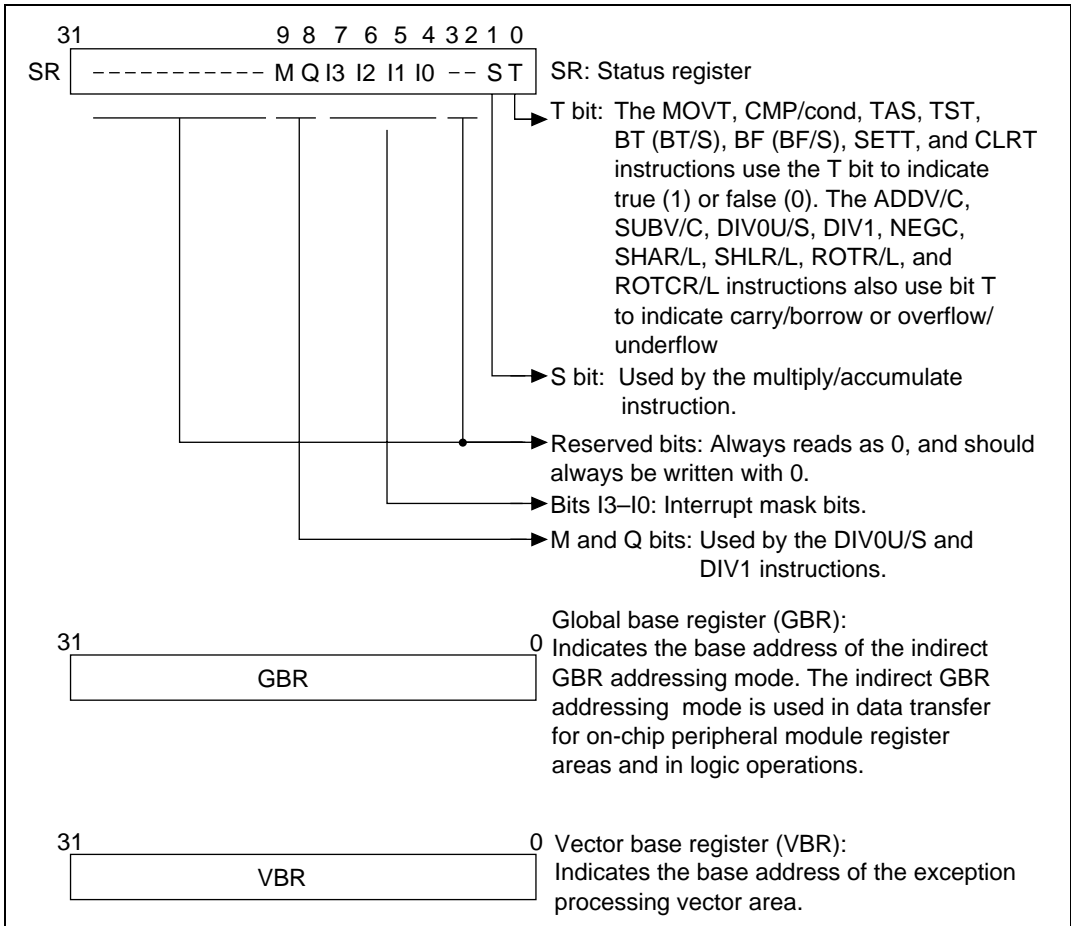 31 9 8 7 6 5 4 3 2 1 0
SR ----------- M Q I3 I2 I1 I0 -- S T SR: Status register
T bit: The MOVT, CMP/cond, TAS, TST,
BT (BT/S), BF (BF/S), SETT, and CLRT
instructions use the T bit to indicate
true (1) or false (0). The ADDV/C,
SUBV/C, DIV0U/S, DIV1, NEGC,
SHAR/L, SHLR/L, ROTR/L, and
ROTCR/L instructions also use bit T
to indicate carry/borrow or overflow/
underflow
S bit: Used by the multiply/accumulate
instruction.
Reserved bits: Always reads as 0, and should
always be written with 0.
Bits I3–I0: Interrupt mask bits.
M and Q bits: Used by the DIV0U/S and
DIV1 instructions.
Global base register (GBR):
31 0 Indicates the base address of the indirect
GBR GBR addressing mode. The indirect GBR
addressing mode is used in data transfer
for on-chip peripheral module register
areas and in logic operations.
31 0 Vector base register (VBR):
VBR Indicates the base address of the exception
processing vector area.